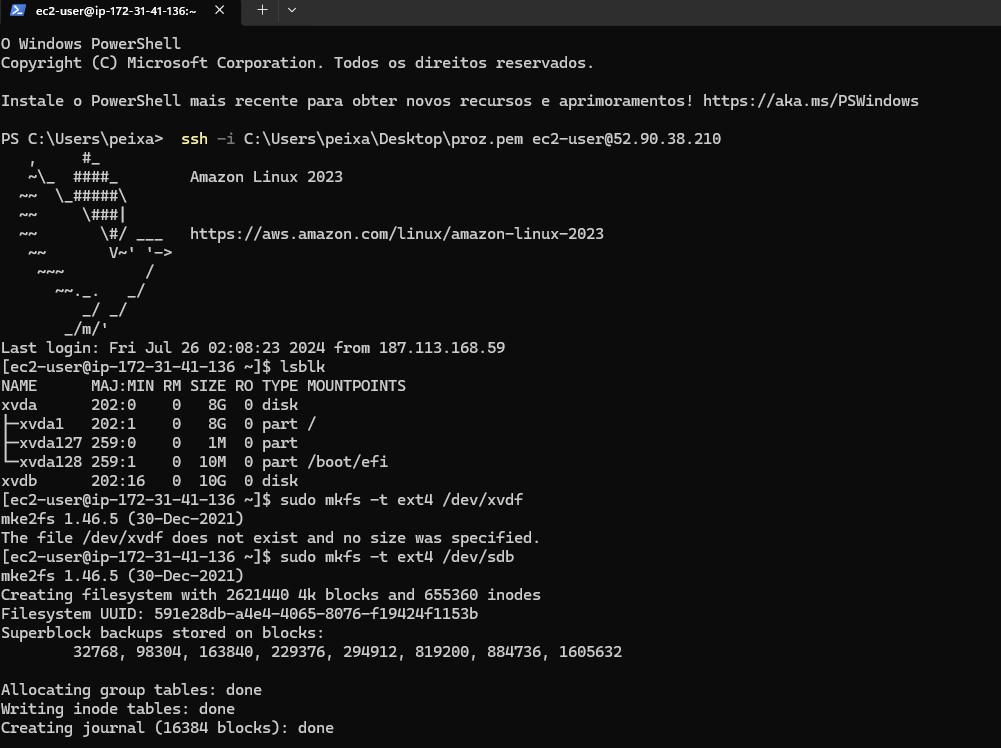 ec2-user@ip-172-31-41-136:~
O Windows PowerShell
Copyright (C) Microsoft Corporation. Todos os direitos reservados.
Instale o PowerShell mais recente para obter novos recursos e aprimoramentos! https://aka.ms/PSWindows
PS C:\Users\peixa>  ssh -i C:\Users\peixa\Desktop\proz.pem ec2-user@52.90.38.210
   ,     #_
   ~\_  ####_        Amazon Linux 2023
  ~~  \_#####\
  ~~     \###|
  ~~       \#/ ___   https://aws.amazon.com/linux/amazon-linux-2023
   ~~       V~' '->
    ~~~         /
      ~~._.   _/
         _/ _/
       _/m/'
Last login: Fri Jul 26 02:08:23 2024 from 187.113.168.59
[ec2-user@ip-172-31-41-136 ~]$ lsblk
NAME      MAJ:MIN RM SIZE RO TYPE MOUNTPOINTS
xvda      202:0    0   8G  0 disk
├─xvda1   202:1    0   8G  0 part /
├─xvda127 259:0    0   1M  0 part
└─xvda128 259:1    0  10M  0 part /boot/efi
xvdb      202:16   0  10G  0 disk
[ec2-user@ip-172-31-41-136 ~]$ sudo mkfs -t ext4 /dev/xvdf
mke2fs 1.46.5 (30-Dec-2021)
The file /dev/xvdf does not exist and no size was specified.
[ec2-user@ip-172-31-41-136 ~]$ sudo mkfs -t ext4 /dev/sdb
mke2fs 1.46.5 (30-Dec-2021)
Creating filesystem with 2621440 4k blocks and 655360 inodes
Filesystem UUID: 591e28db-a4e4-4065-8076-f19424f1153b
Superblock backups stored on blocks:
        32768, 98304, 163840, 229376, 294912, 819200, 884736, 1605632
Allocating group tables: done
Writing inode tables: done
Creating journal (16384 blocks): done